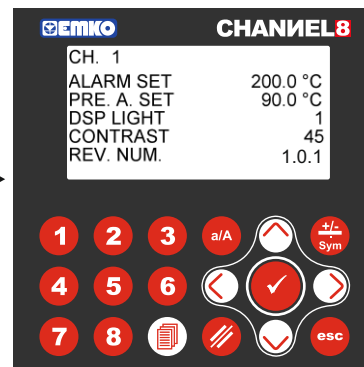 EMKO CHANNEL8
CH. 1
ALARM SET 200.0 °C
PRE. A. SET 90.0 °C
DSP LIGHT 1
CONTRAST 45
REV. NUM. 1.0.1
1 2 3 a/A +/- Sym
4 5 6
7 8 esc